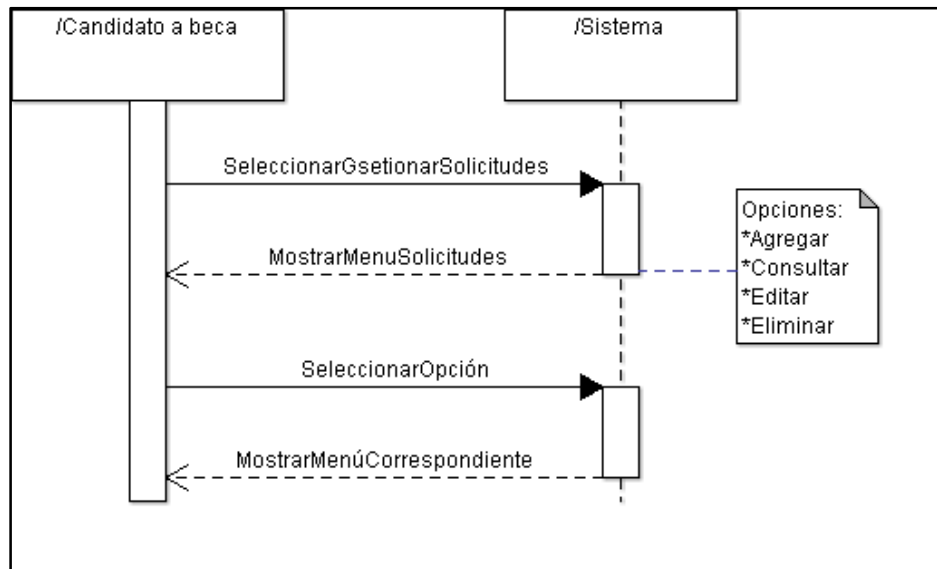 /Candidato a beca
/Sistema
SeleccionarGsetionarSolicitudes
MostrarMenuSolicitudes
Opciones:
*Agregar
*Consultar
*Editar
*Eliminar
SeleccionarOpción
MostrarMenúCorrespondiente